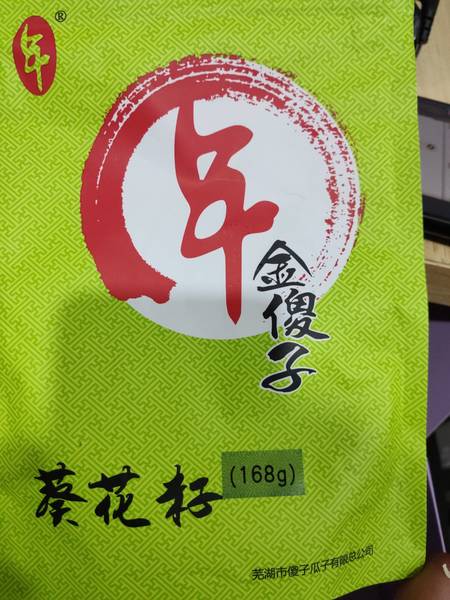 年®
年
金傻子
葵花籽
(168g)
芜湖市傻子瓜子有限总公司